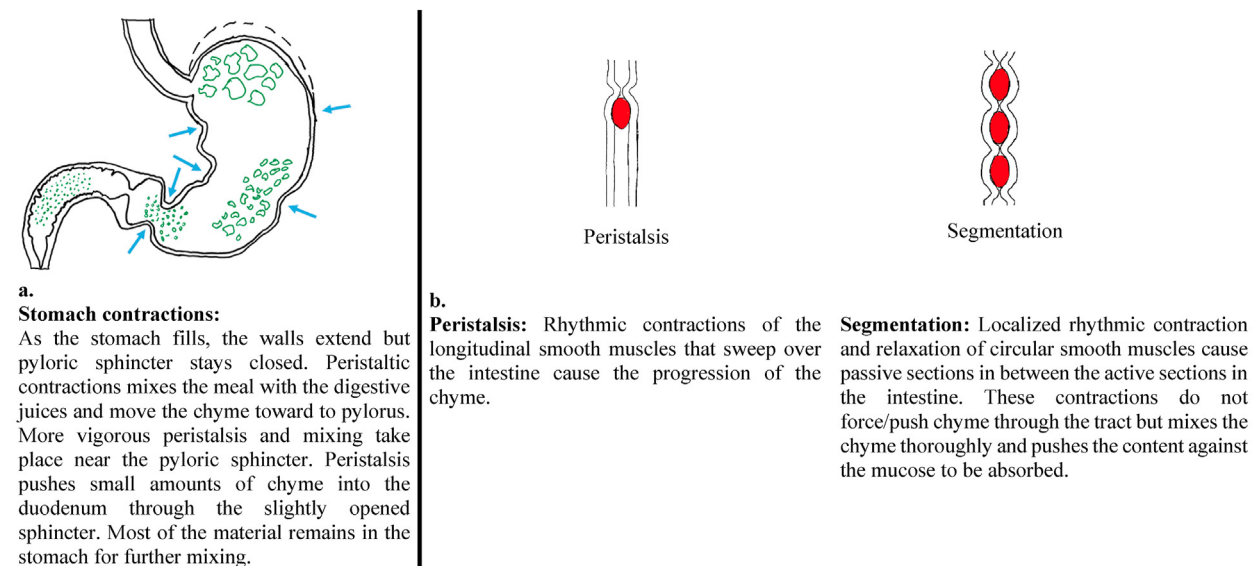 a.
Stomach contractions:
As the stomach fills, the walls extend but
pyloric sphincter stays closed. Peristaltic
contractions mixes the meal with the digestive
juices and move the chyme toward to pylorus.
More vigorous peristalsis and mixing take
place near the pyloric sphincter. Peristalsis
pushes small amounts of chyme into the
duodenum through the slightly opened
sphincter. Most of the material remains in the
stomach for further mixing.
Peristalsis
Segmentation
b.
Peristalsis: Rhythmic contractions of the
longitudinal smooth muscles that sweep over
the intestine cause the progression of the
chyme.
Segmentation: Localized rhythmic contraction
and relaxation of circular smooth muscles cause
passive sections in between the active sections in
the intestine. These contractions do not
force/push chyme through the tract but mixes the
chyme thoroughly and pushes the content against
the mucose to be absorbed.